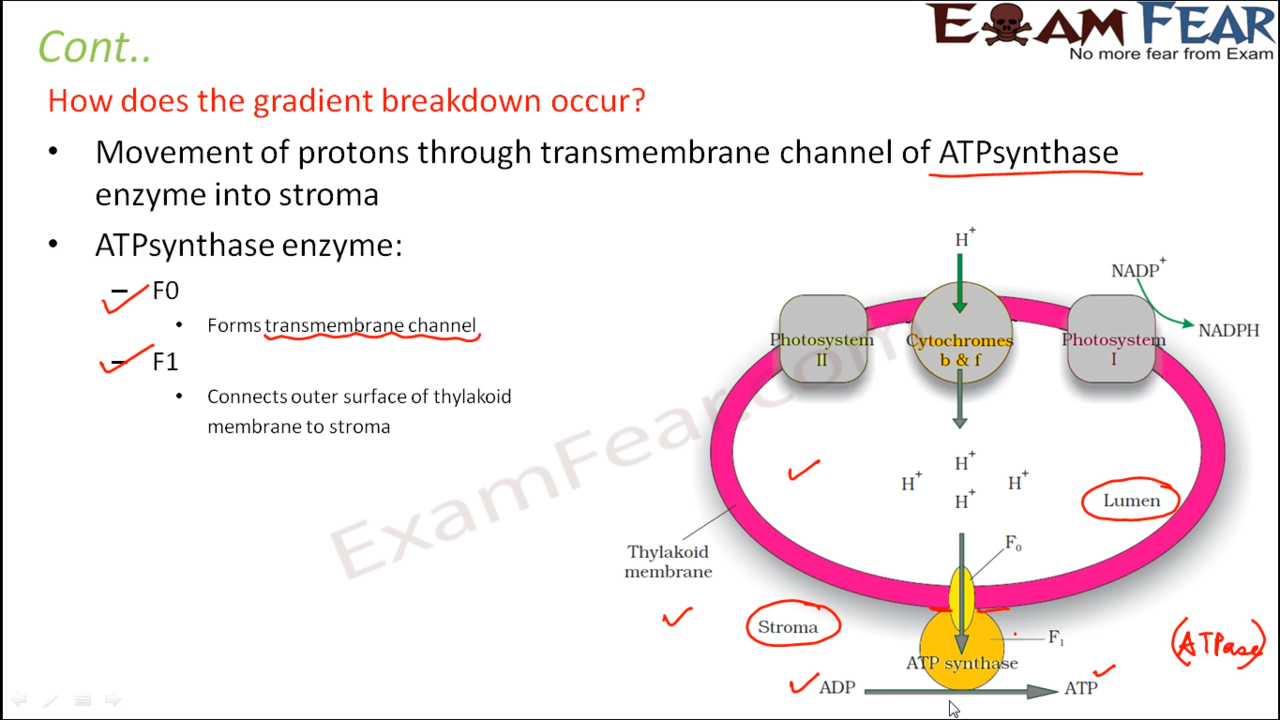 Cont..
EXAM FEAR
No more fear from Exam
How does the gradient breakdown occur?
• Movement of protons through transmembrane channel of ATPsynthase
enzyme into stroma
• ATPsynthase enzyme:
– F0
• Forms transmembrane channel
– F1
• Connects outer surface of thylakoid
membrane to stroma
H+
NADP+
NADPH
Photosystem
II
Cytochromes
b & f
Photosystem
I
H+
H+
H+
H+
Lumen
F0
Thylakoid
membrane
Stroma
F1
(ATPase)
ATP synthase
ADP
ATP
ExamFear.com